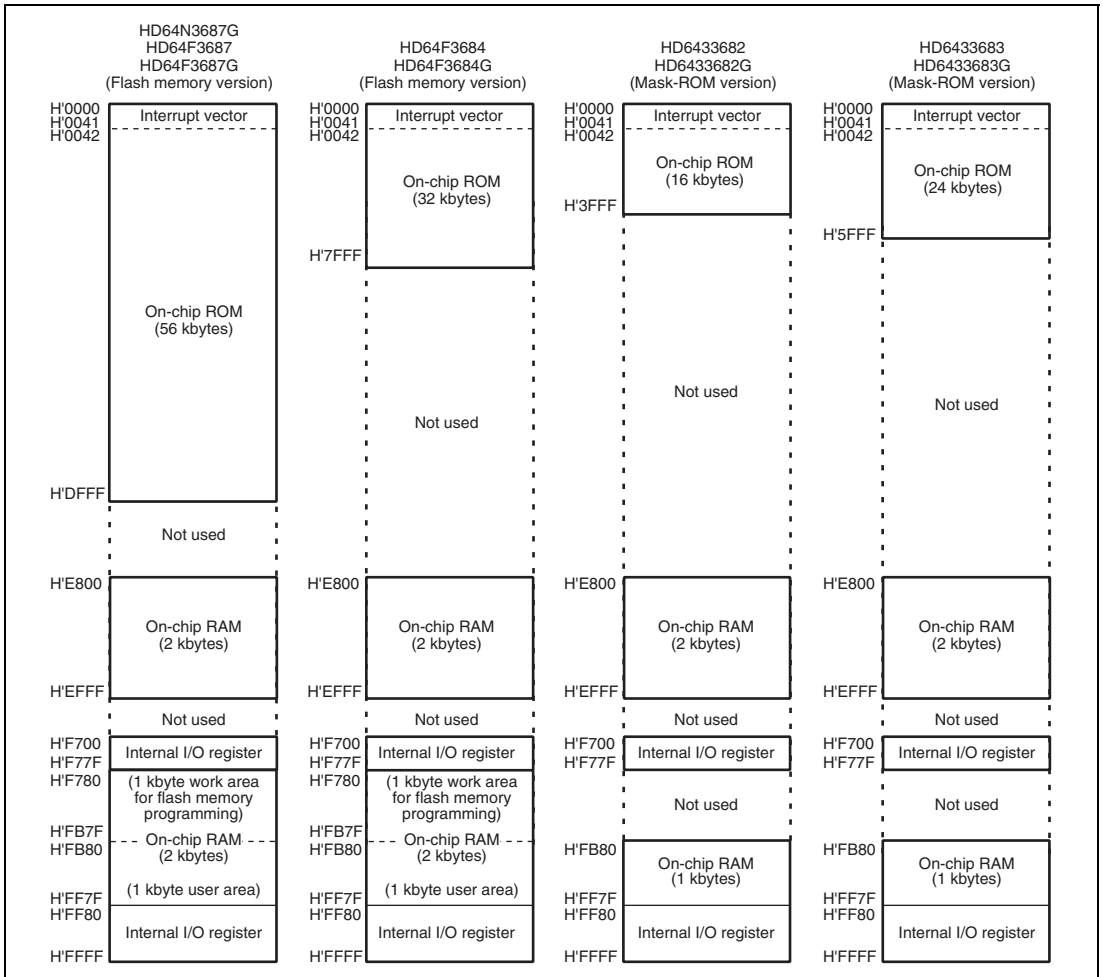 HD64N3687G
HD64F3687
HD64F3687G
(Flash memory version)
H'0000
H'0041
H'0042
Interrupt vector
On-chip ROM
(56 kbytes)
H'DFFF
Not used
H'E800
On-chip RAM
(2 kbytes)
H'EFFF
Not used
H'F700
H'F77F
Internal I/O register
H'F780
(1 kbyte work area
for flash memory
programming)
H'FB7F
H'FB80
On-chip RAM
(2 kbytes)
(1 kbyte user area)
H'FF7F
H'FF80
Internal I/O register
H'FFFF
HD64F3684
HD64F3684G
(Flash memory version)
H'0000
H'0041
H'0042
Interrupt vector
On-chip ROM
(32 kbytes)
H'7FFF
Not used
H'E800
On-chip RAM
(2 kbytes)
H'EFFF
Not used
H'F700
H'F77F
Internal I/O register
H'F780
(1 kbyte work area
for flash memory
programming)
H'FB7F
H'FB80
On-chip RAM
(2 kbytes)
(1 kbyte user area)
H'FF7F
H'FF80
Internal I/O register
H'FFFF
HD6433682
HD6433682G
(Mask-ROM version)
H'0000
H'0041
H'0042
Interrupt vector
On-chip ROM
(16 kbytes)
H'3FFF
Not used
H'E800
On-chip RAM
(2 kbytes)
H'EFFF
Not used
H'F700
H'F77F
Internal I/O register
Not used
H'FB80
On-chip RAM
(1 kbytes)
H'FF7F
H'FF80
Internal I/O register
H'FFFF
HD6433683
HD6433683G
(Mask-ROM version)
H'0000
H'0041
H'0042
Interrupt vector
On-chip ROM
(24 kbytes)
H'5FFF
Not used
H'E800
On-chip RAM
(2 kbytes)
H'EFFF
Not used
H'F700
H'F77F
Internal I/O register
Not used
H'FB80
On-chip RAM
(1 kbytes)
H'FF7F
H'FF80
Internal I/O register
H'FFFF